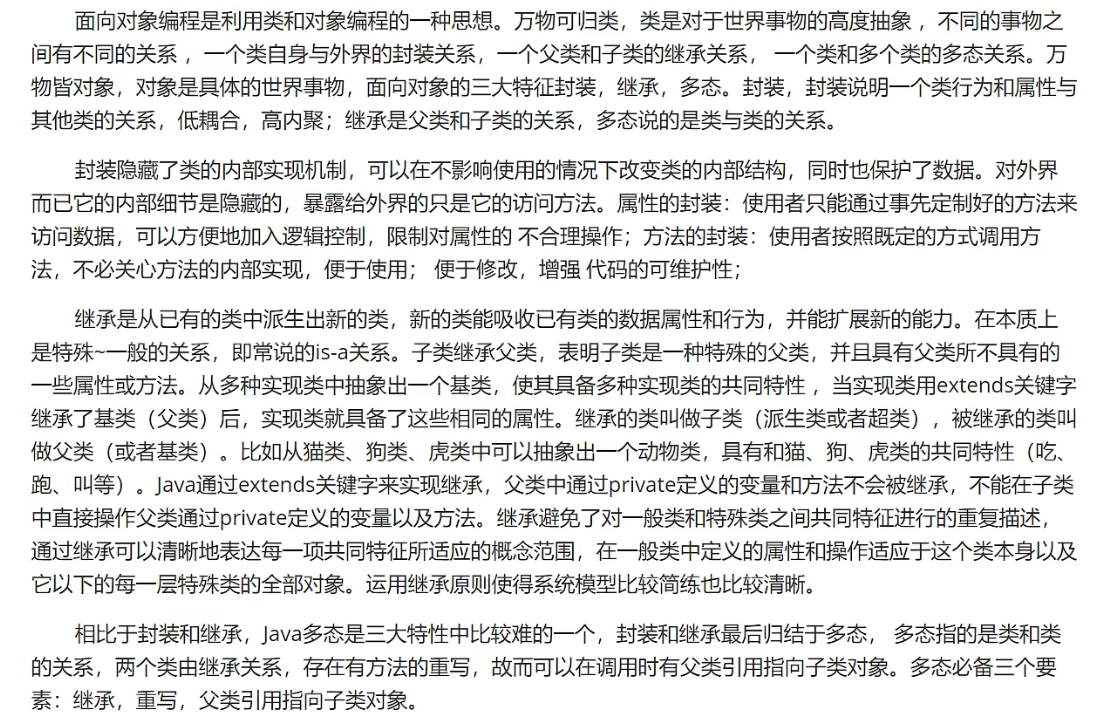 面向对象编程是利用类和对象编程的一种思想。万物可归类，类是对于世界事物的高度抽象 ，不同的事物之
间有不同的关系 ，一个类自身与外界的封装关系，一个父类和子类的继承关系， 一个类和多个类的多态关系。万
物皆对象，对象是具体的世界事物，面向对象的三大特征封装，继承，多态。封装，封装说明一个类行为和属性与
其他类的关系，低耦合，高内聚；继承是父类和子类的关系，多态说的是类与类的关系。
封装隐藏了类的内部实现机制，可以在不影响使用的情况下改变类的内部结构，同时也保护了数据。对外界
而已它的内部细节是隐藏的，暴露给外界的只是它的访问方法。属性的封装：使用者只能通过事先定制好的方法来
访问数据，可以方便地加入逻辑控制，限制对属性的 不合理操作；方法的封装：使用者按照既定的方式调用方
法，不必关心方法的内部实现，便于使用； 便于修改，增强 代码的可维护性；
继承是从已有的类中派生出新的类，新的类能吸收已有类的数据属性和行为，并能扩展新的能力。在本质上
是特殊~一般的关系，即常说的is-a关系。子类继承父类，表明子类是一种特殊的父类，并且具有父类所不具有的
一些属性或方法。从多种实现类中抽象出一个基类，使其具备多种实现类的共同特性 ，当实现类用extends关键字
继承了基类（父类）后，实现类就具备了这些相同的属性。继承的类叫做子类（派生类或者超类），被继承的类叫
做父类（或者基类）。比如从猫类、狗类、虎类中可以抽象出一个动物类，具有和猫、狗、虎类的共同特性（吃、
跑、叫等）。Java通过extends关键字来实现继承，父类中通过private定义的变量和方法不会被继承，不能在子类
中直接操作父类通过private定义的变量以及方法。继承避免了对一般类和特殊类之间共同特征进行的重复描述，
通过继承可以清晰地表达每一项共同特征所适应的概念范围，在一般类中定义的属性和操作适应于这个类本身以及
它以下的每一层特殊类的全部对象。运用继承原则使得系统模型比较简练也比较清晰。
相比于封装和继承，Java多态是三大特性中比较难的一个，封装和继承最后归结于多态， 多态指的是类和类
的关系，两个类由继承关系，存在有方法的重写，故而可以在调用时有父类引用指向子类对象。多态必备三个要
素：继承，重写，父类引用指向子类对象。